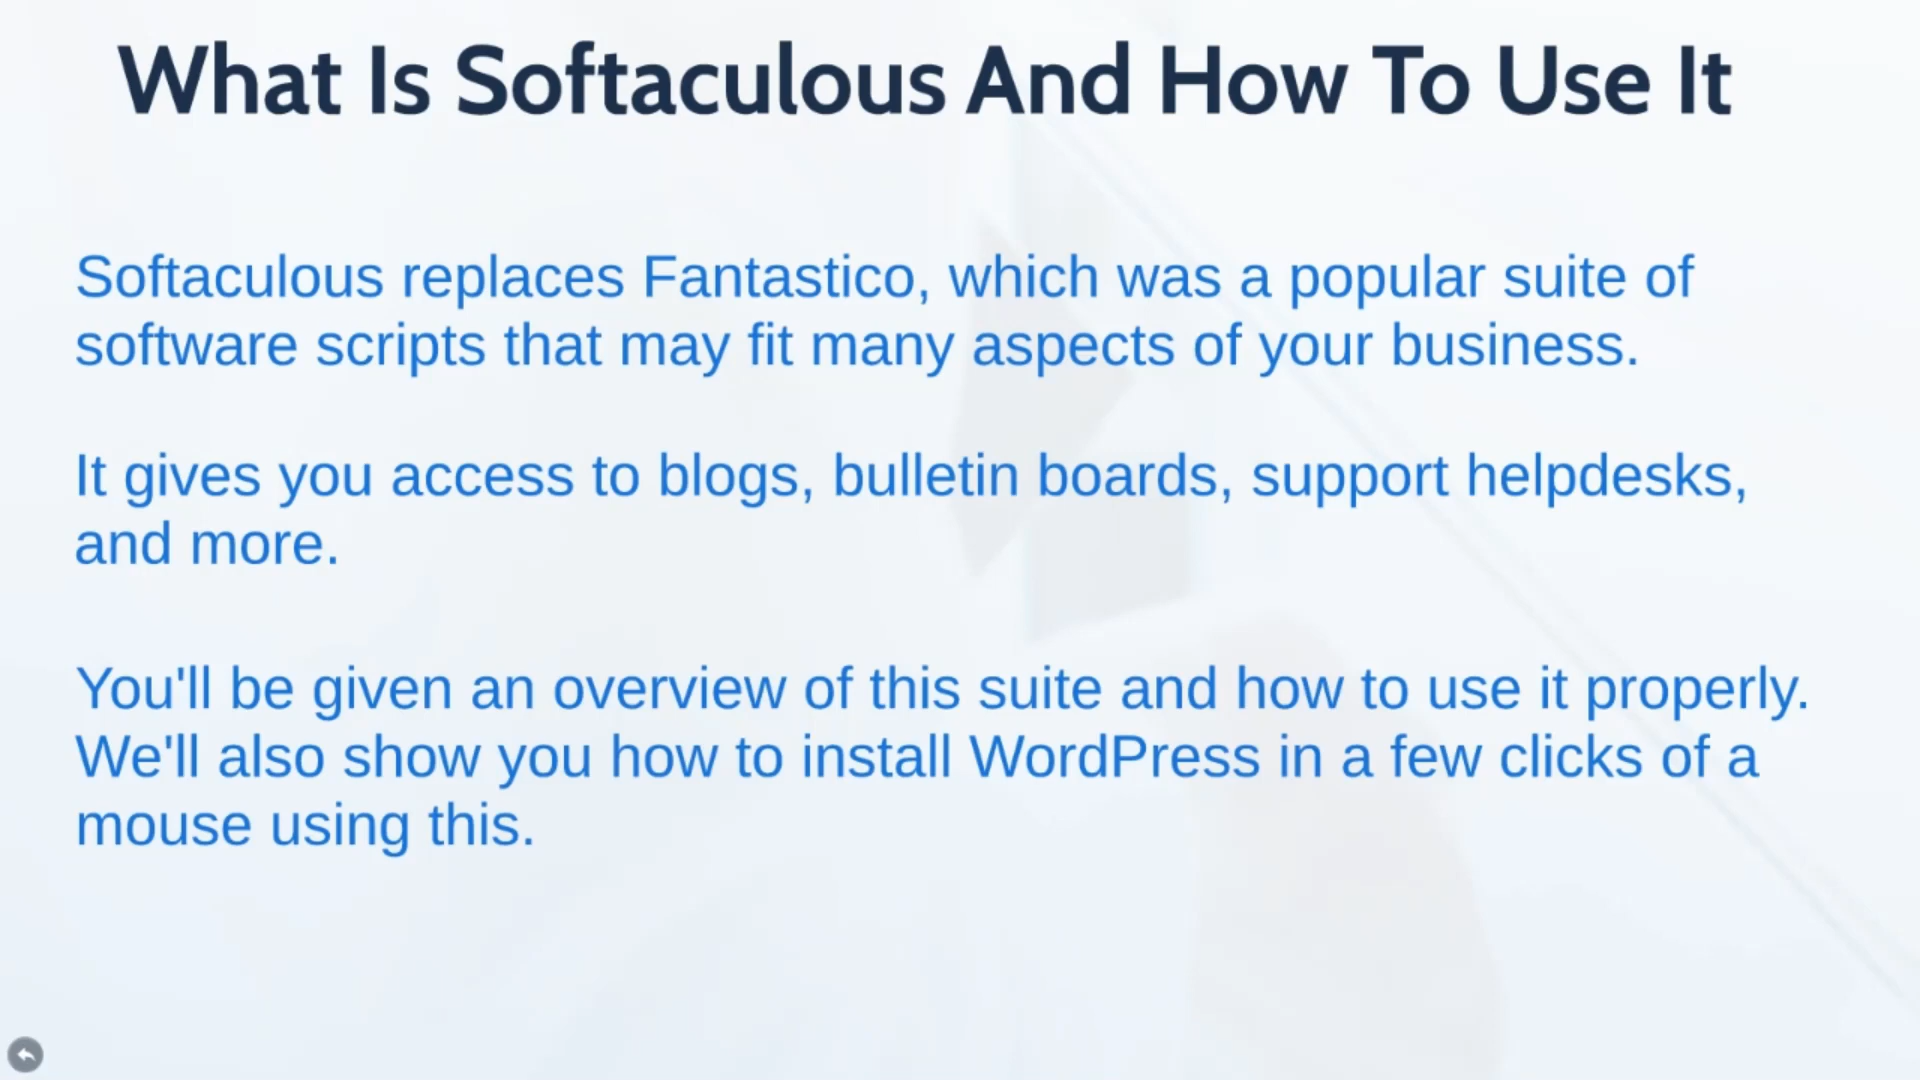 What Is Softaculous And How To Use It
Softaculous replaces Fantastico, which was a popular suite of
software scripts that may fit many aspects of your business.
It gives you access to blogs, bulletin boards, support helpdesks,
and more.
You'll be given an overview of this suite and how to use it properly.
We'll also show you how to install WordPress in a few clicks of a
mouse using this.